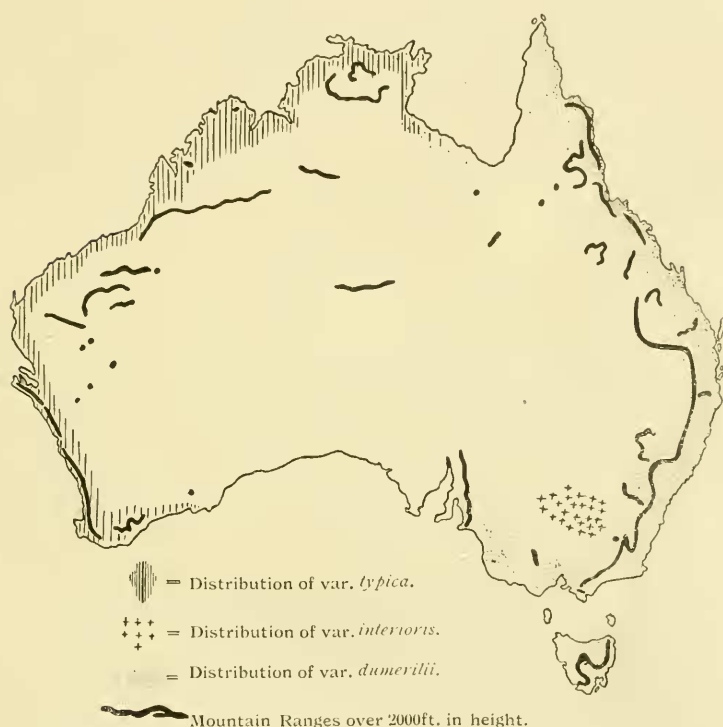 = Distribution of var. typica.
= Distribution of var. interioris.
= Distribution of var. dumerilii.
Mountain Ranges over 2000ft. in height.